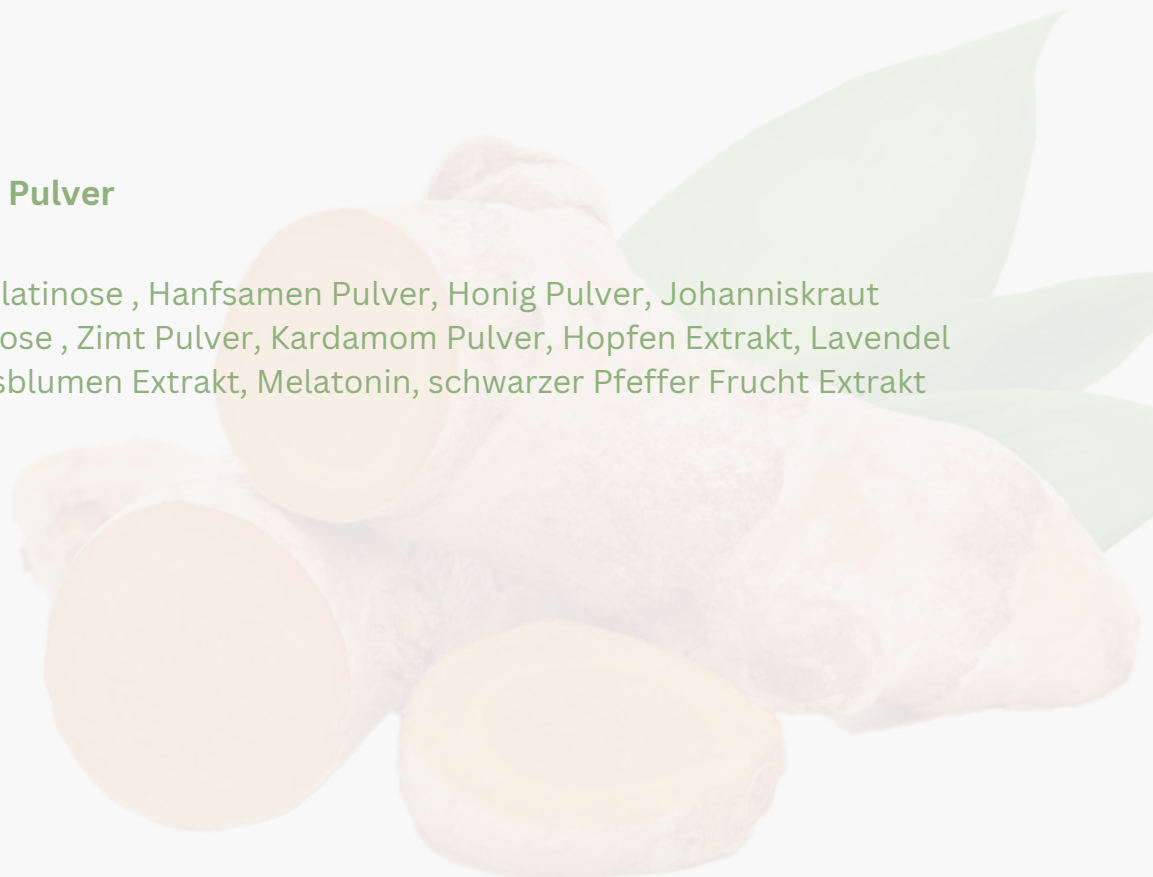 Pulver
latinose , Hanfsamen Pulver, Honig Pulver, Johanniskraut
ose , Zimt Pulver, Kardamom Pulver, Hopfen Extrakt, Lavendel
sblumen Extrakt, Melatonin, schwarzer Pfeffer Frucht Extrakt